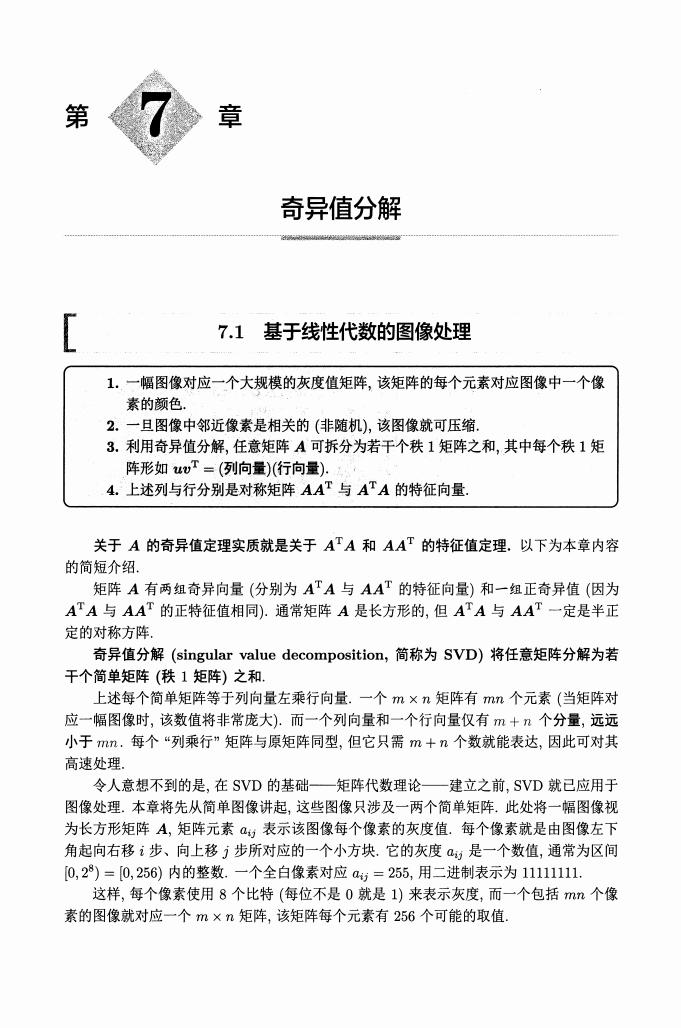 第 7 章
奇异值分解
7.1 基于线性代数的图像处理
1. 一幅图像对应一个大规模的灰度值矩阵, 该矩阵的每个元素对应图像中一个像
素的颜色.
2. 一旦图像中邻近像素是相关的 (非随机), 该图像就可压缩.
3. 利用奇异值分解, 任意矩阵 A 可拆分为若干个秩 1 矩阵之和, 其中每个秩 1 矩
阵形如 uvᵀ = (列向量)(行向量).
4. 上述列与行分别是对称矩阵 AAᵀ 与 AᵀA 的特征向量.
关于 A 的奇异值定理实质就是关于 AᵀA 和 AAᵀ 的特征值定理. 以下为本章内容
的简短介绍.
矩阵 A 有两组奇异向量 (分别为 AᵀA 与 AAᵀ 的特征向量) 和一组正奇异值 (因为
AᵀA 与 AAᵀ 的正特征值相同). 通常矩阵 A 是长方形的, 但 AᵀA 与 AAᵀ 一定是半正
定的对称方阵.
奇异值分解 (singular value decomposition, 简称为 SVD) 将任意矩阵分解为若
干个简单矩阵 (秩 1 矩阵) 之和.
上述每个简单矩阵等于列向量左乘行向量. 一个 m × n 矩阵有 mn 个元素 (当矩阵对
应一幅图像时, 该数值将非常庞大). 而一个列向量和一个行向量仅有 m + n 个分量, 远远
小于 mn. 每个 “列乘行” 矩阵与原矩阵同型, 但它只需 m + n 个数就能表达, 因此可对其
高速处理.
令人意想不到的是, 在 SVD 的基础——矩阵代数理论——建立之前, SVD 就已应用于
图像处理. 本章将先从简单图像讲起, 这些图像只涉及一两个简单矩阵. 此处将一幅图像视
为长方形矩阵 A, 矩阵元素 aᵢⱼ 表示该图像每个像素的灰度值. 每个像素就是由图像左下
角起向右移 i 步、向上移 j 步所对应的一个小方块. 它的灰度 aᵢⱼ 是一个数值, 通常为区间
[0, 2⁸) = [0, 256) 内的整数. 一个全白像素对应 aᵢⱼ = 255, 用二进制表示为 11111111.
这样, 每个像素使用 8 个比特 (每位不是 0 就是 1) 来表示灰度, 而一个包括 mn 个像
素的图像就对应一个 m × n 矩阵, 该矩阵每个元素有 256 个可能的取值.